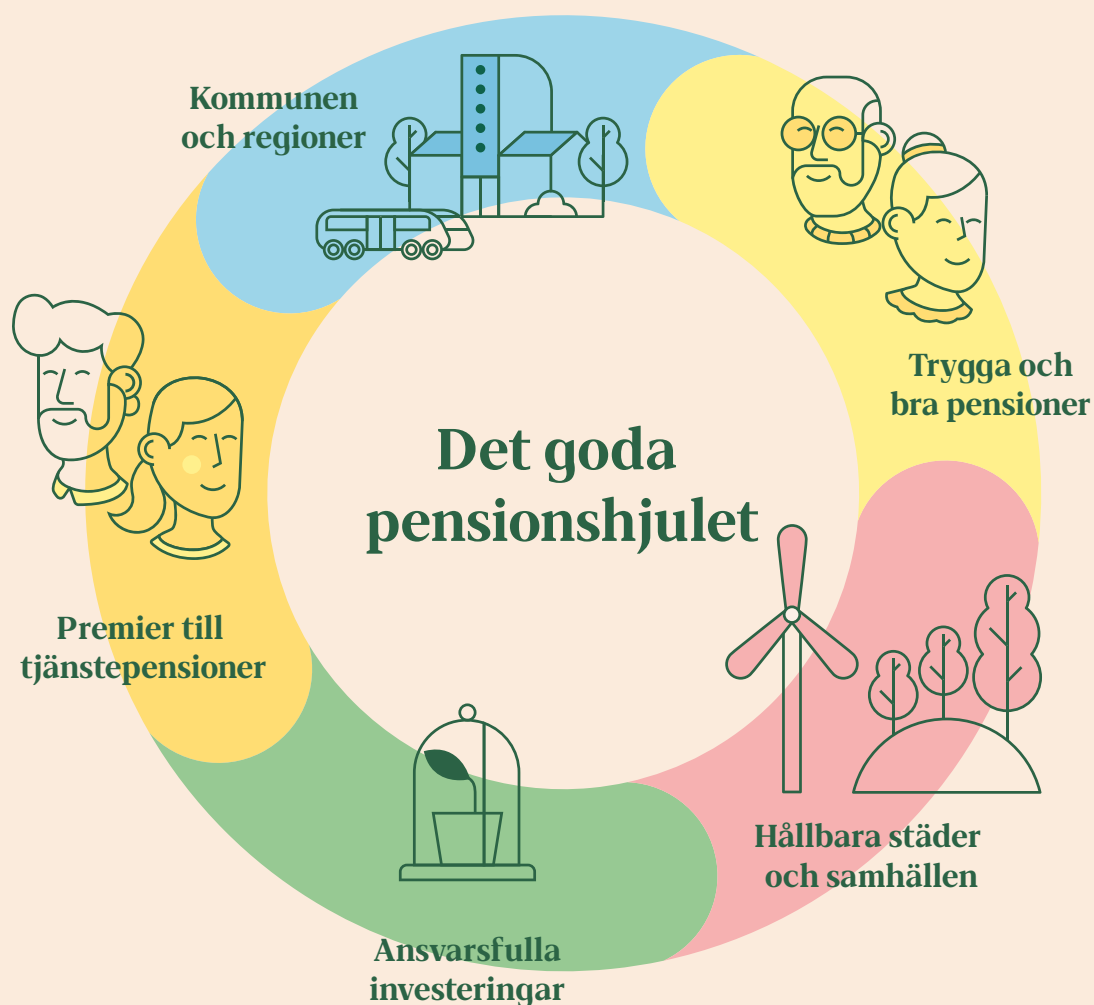 Kommunen
och regioner
Trygga och
bra pensioner
Det goda
pensionshjulet
Premier till
tjänstepensioner
Hållbara städer
och samhällen
Ansvarsfulla
investeringar